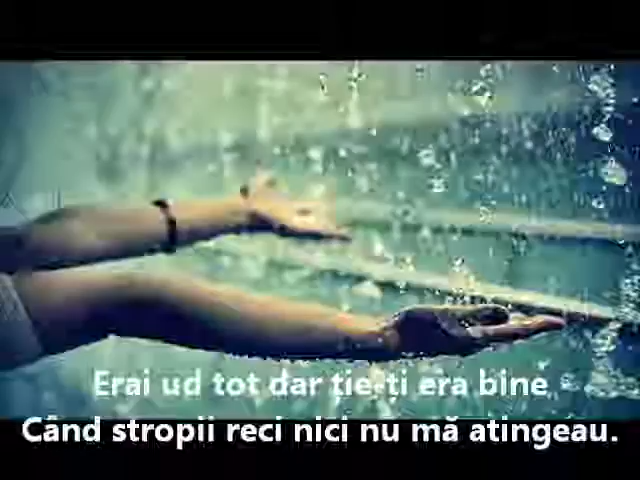 Erai ud tot dar ție-ți era bine
Când stropii reci nici nu mă atingeau.